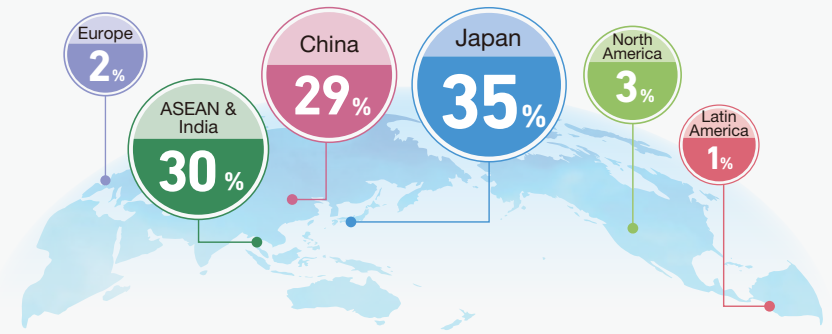 Europe
2%
ASEAN &
India
30%
China
29%
Japan
35%
North
America
3%
Latin
America
1%